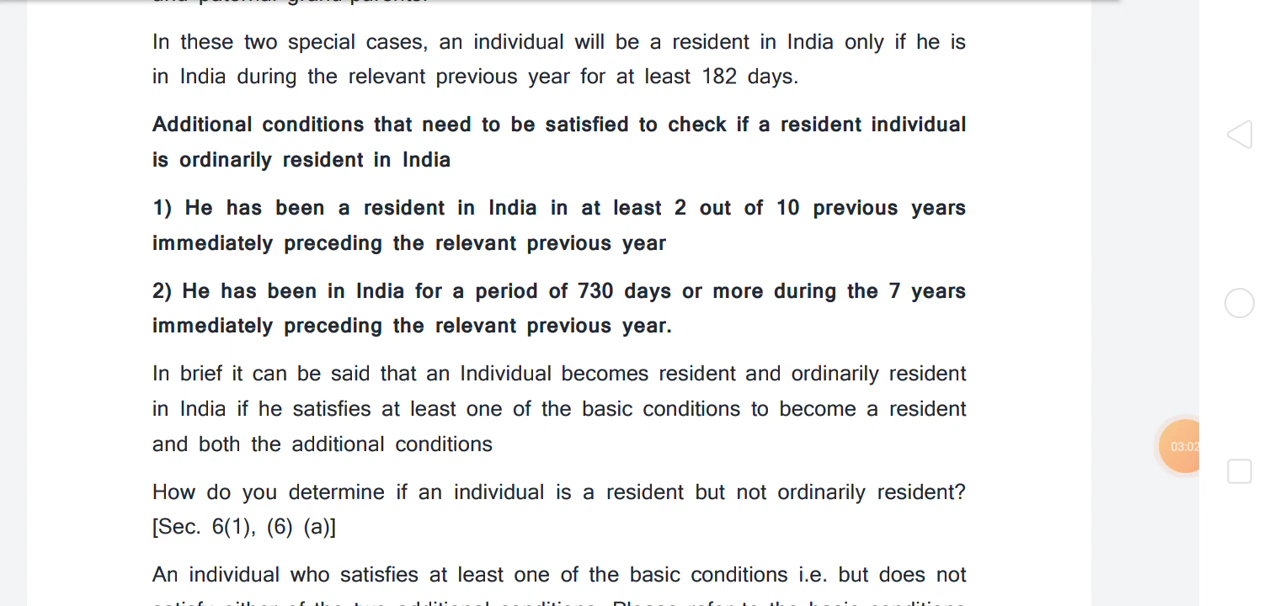 In these two special cases, an individual will be a resident in India only if he is
in India during the relevant previous year for at least 182 days.
Additional conditions that need to be satisfied to check if a resident individual
is ordinarily resident in India
1) He has been a resident in India in at least 2 out of 10 previous years
immediately preceding the relevant previous year
2) He has been in India for a period of 730 days or more during the 7 years
immediately preceding the relevant previous year.
In brief it can be said that an Individual becomes resident and ordinarily resident
in India if he satisfies at least one of the basic conditions to become a resident
and both the additional conditions
How do you determine if an individual is a resident but not ordinarily resident?
[Sec. 6(1), (6) (a)]
An individual who satisfies at least one of the basic conditions i.e. but does not
03:02